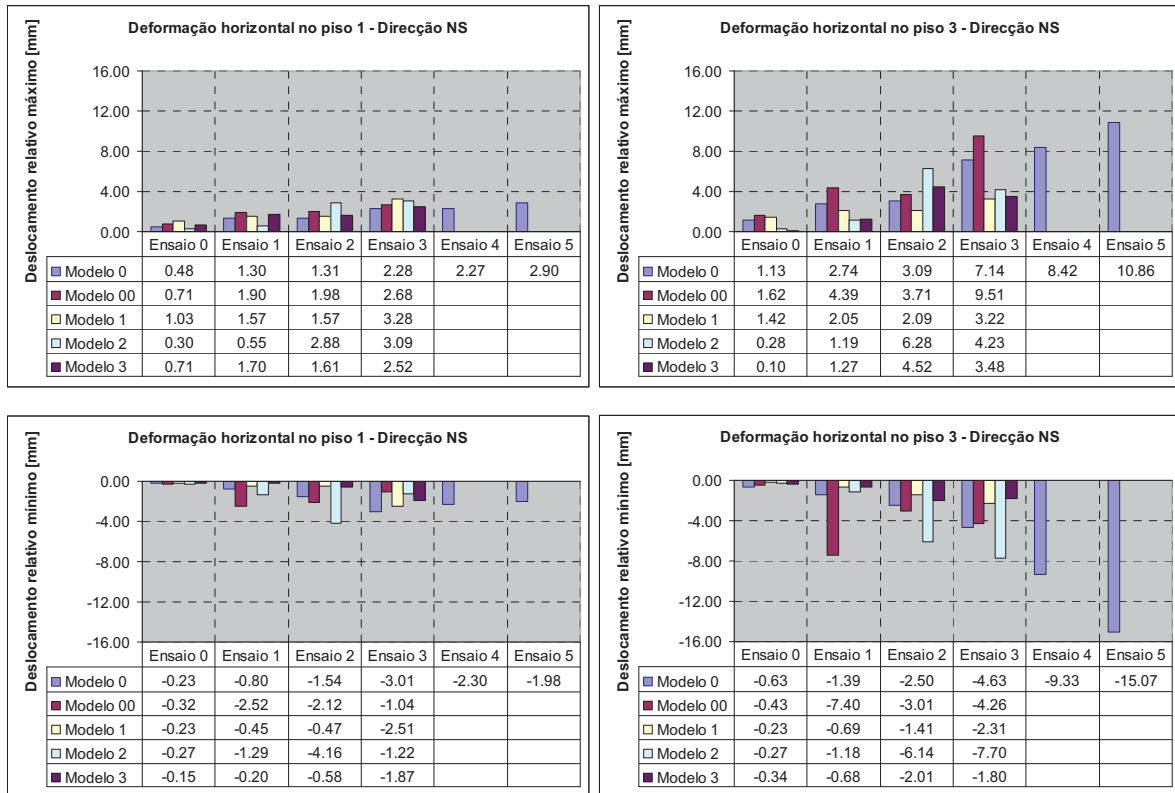 Deformação horizontal no piso 1 - Direcção NS
Deslocamento relativo máximo [mm]
16.00
12.00
8.00
4.00
0.00
Ensaio 0 Ensaio 1 Ensaio 2 Ensaio 3 Ensaio 4 Ensaio 5
Modelo 0 0.48 1.30 1.31 2.28 2.27 2.90
Modelo 00 0.71 1.90 1.98 2.68
Modelo 1 1.03 1.57 1.57 3.28
Modelo 2 0.30 0.55 2.88 3.09
Modelo 3 0.71 1.70 1.61 2.52
Deformação horizontal no piso 3 - Direcção NS
Deslocamento relativo máximo [mm]
16.00
12.00
8.00
4.00
0.00
Ensaio 0 Ensaio 1 Ensaio 2 Ensaio 3 Ensaio 4 Ensaio 5
Modelo 0 1.13 2.74 3.09 7.14 8.42 10.86
Modelo 00 1.62 4.39 3.71 9.51
Modelo 1 1.42 2.05 2.09 3.22
Modelo 2 0.28 1.19 6.28 4.23
Modelo 3 0.10 1.27 4.52 3.48
Deformação horizontal no piso 1 - Direcção NS
Deslocamento relativo mínimo [mm]
0.00
-4.00
-8.00
-12.00
-16.00
Ensaio 0 Ensaio 1 Ensaio 2 Ensaio 3 Ensaio 4 Ensaio 5
Modelo 0 -0.23 -0.80 -1.54 -3.01 -2.30 -1.98
Modelo 00 -0.32 -2.52 -2.12 -1.04
Modelo 1 -0.23 -0.45 -0.47 -2.51
Modelo 2 -0.27 -1.29 -4.16 -1.22
Modelo 3 -0.15 -0.20 -0.58 -1.87
Deformação horizontal no piso 3 - Direcção NS
Deslocamento relativo mínimo [mm]
0.00
-4.00
-8.00
-12.00
-16.00
Ensaio 0 Ensaio 1 Ensaio 2 Ensaio 3 Ensaio 4 Ensaio 5
Modelo 0 -0.63 -1.39 -2.50 -4.63 -9.33 -15.07
Modelo 00 -0.43 -7.40 -3.01 -4.26
Modelo 1 -0.23 -0.69 -1.41 -2.31
Modelo 2 -0.27 -1.18 -6.14 -7.70
Modelo 3 -0.34 -0.68 -2.01 -1.80